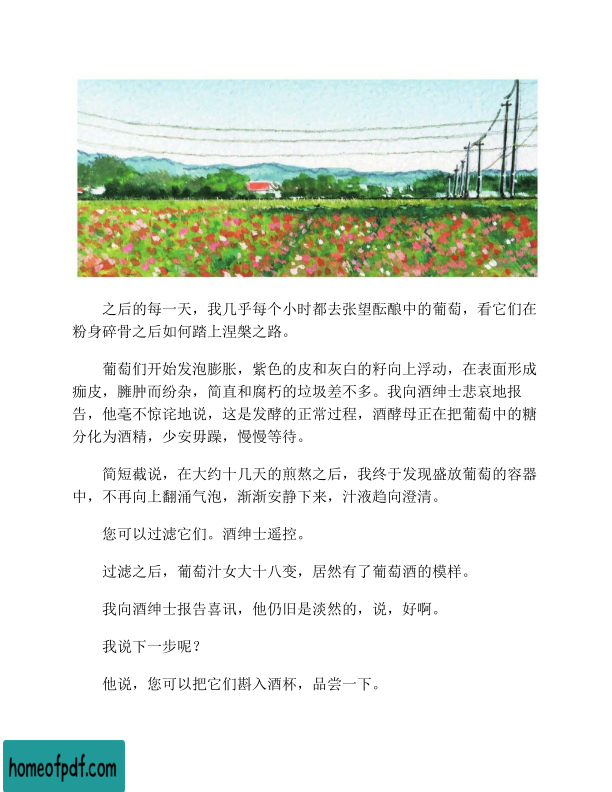 之后的每一天，我几乎每个小时都去张望酝酿中的葡萄，看它们在
粉身碎骨之后如何踏上涅槃之路。
葡萄们开始发泡膨胀，紫色的皮和灰白的籽向上浮动，在表面形成
痂皮，臃肿而纷杂，简直和腐朽的垃圾差不多。我向酒绅士悲哀地报
告，他毫不惊诧地说，这是发酵的正常过程，酒酵母正在把葡萄中的糖
分化为酒精，少安毋躁，慢慢等待。
简短截说，在大约十几天的煎熬之后，我终于发现盛放葡萄的容器
中，不再向上翻涌气泡，渐渐安静下来，汁液趋向澄清。
您可以过滤它们。酒绅士遥控。
过滤之后，葡萄汁女大十八变，居然有了葡萄酒的模样。
我向酒绅士报告喜讯，他仍旧是淡然的，说，好啊。
我说下一步呢？
他说，您可以把它们斟入酒杯，品尝一下。
homeofpdf.com